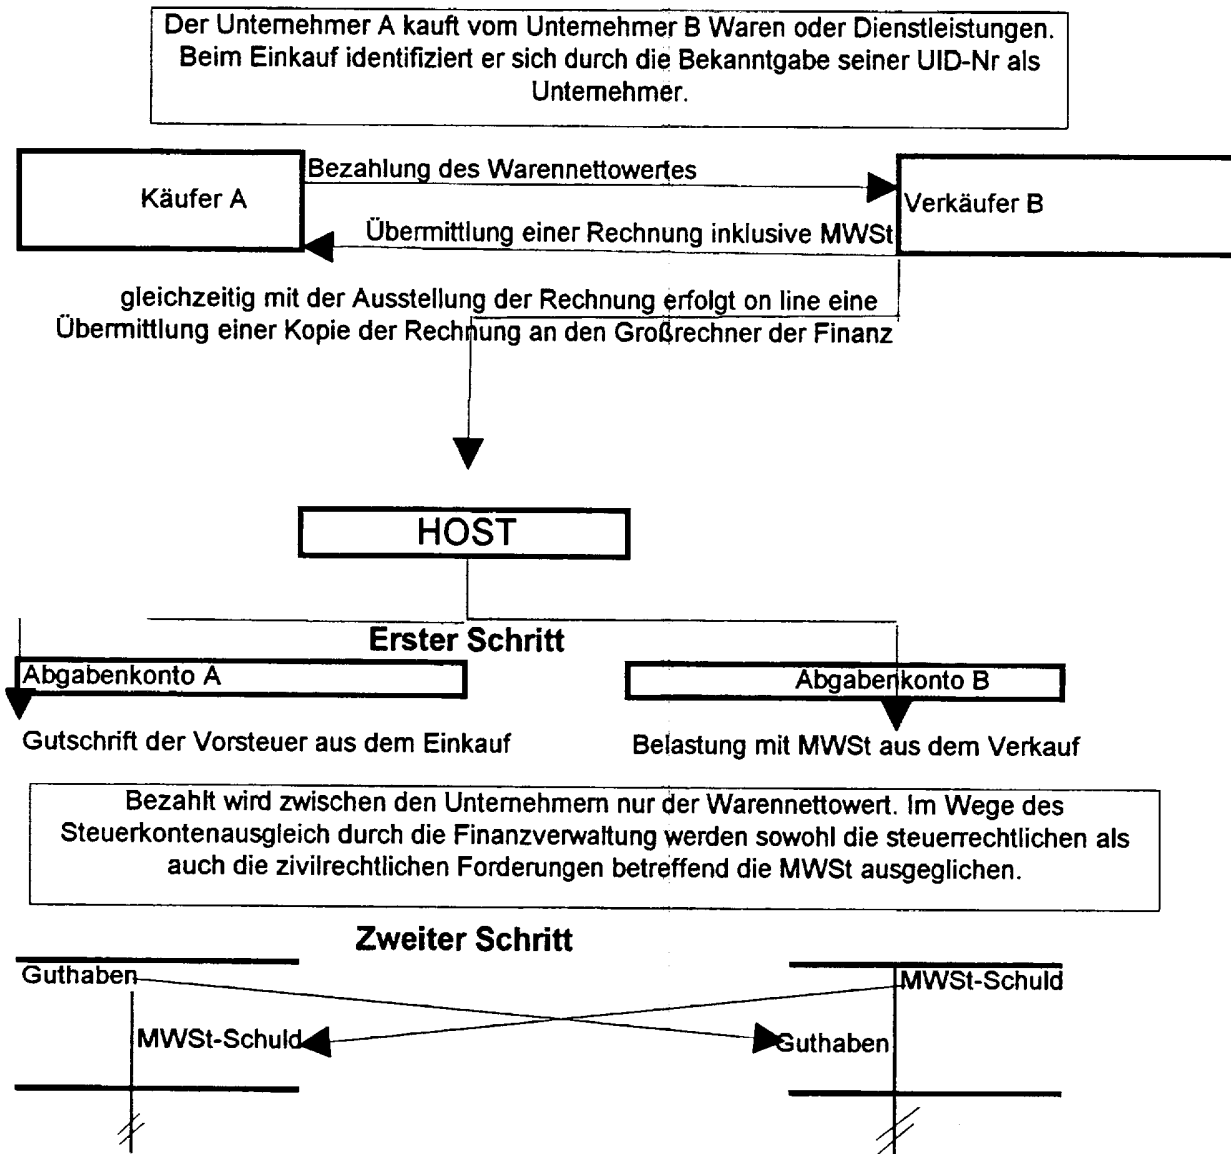 Der Unternehmer A kauft vom Unternehmer B Waren oder Dienstleistungen.
Beim Einkauf identifiziert er sich durch die Bekanntgabe seiner UID-Nr als
Unternehmer.
Bezahlung des Warennettowertes
Käufer A
Verkäufer B
Übermittlung einer Rechnung inklusive MWSt
gleichzeitig mit der Ausstellung der Rechnung erfolgt on line eine
Übermittlung einer Kopie der Rechnung an den Großrechner der Finanz
HOST
Erster Schritt
Abgabenkonto A
Abgabenkonto B
Gutschrift der Vorsteuer aus dem Einkauf
Belastung mit MWSt aus dem Verkauf
Bezahlt wird zwischen den Unternehmern nur der Warennettowert. Im Wege des
Steuerkontenausgleich durch die Finanzverwaltung werden sowohl die steuerrechtlichen als
auch die zivilrechtlichen Forderungen betreffend die MWSt ausgeglichen.
Zweiter Schritt
Guthaben
MWSt-Schuld
MWSt-Schuld
Guthaben